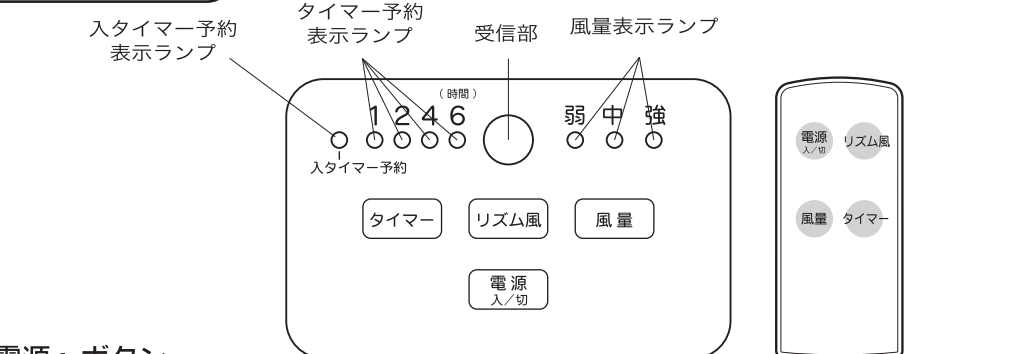 入タイマー予約
表示ランプ
タイマー予約
表示ランプ
受信部
風量表示ランプ
（時間）
1 2 4 6
弱 中 強
入タイマー予約
タイマー
リズム風
風量
電源
入／切
電源
入／切
リズム風
風量
タイマー
ボタン